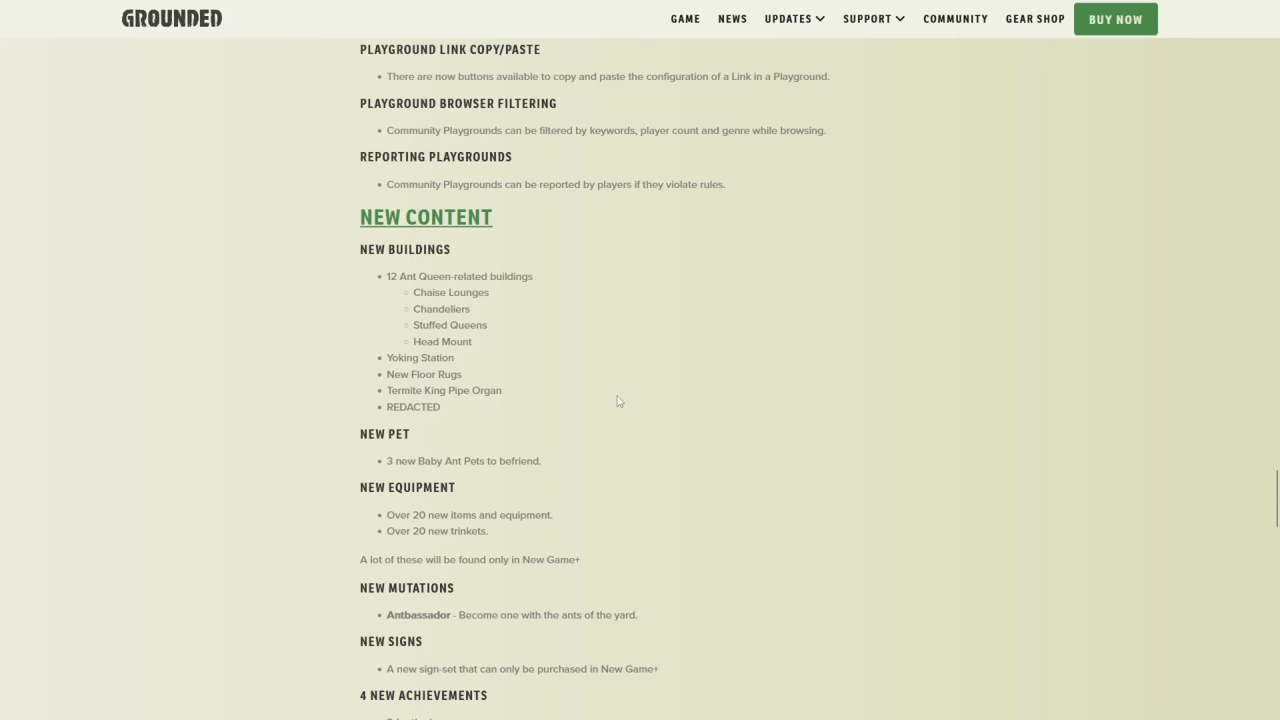 GROUNDED
GAME NEWS UPDATES SUPPORT COMMUNITY GEAR SHOP BUY NOW
PLAYGROUND LINK COPY/PASTE
• There are now buttons available to copy and paste the configuration of a Link in a Playground.
PLAYGROUND BROWSER FILTERING
• Community Playgrounds can be filtered by keywords, player count and genre while browsing.
REPORTING PLAYGROUNDS
• Community Playgrounds can be reported by players if they violate rules.
NEW CONTENT
NEW BUILDINGS
• 12 Ant Queen-related buildings
○ Chaise Lounges
○ Chandeliers
○ Stuffed Queens
○ Head Mount
• Yoking Station
• New Floor Rugs
• Termite King Pipe Organ
• REDACTED
NEW PET
• 3 new Baby Ant Pets to befriend.
NEW EQUIPMENT
• Over 20 new items and equipment.
• Over 20 new trinkets.
A lot of these will be found only in New Game+
NEW MUTATIONS
• Antbassador - Become one with the ants of the yard.
NEW SIGNS
• A new sign-set that can only be purchased in New Game+
4 NEW ACHIEVEMENTS